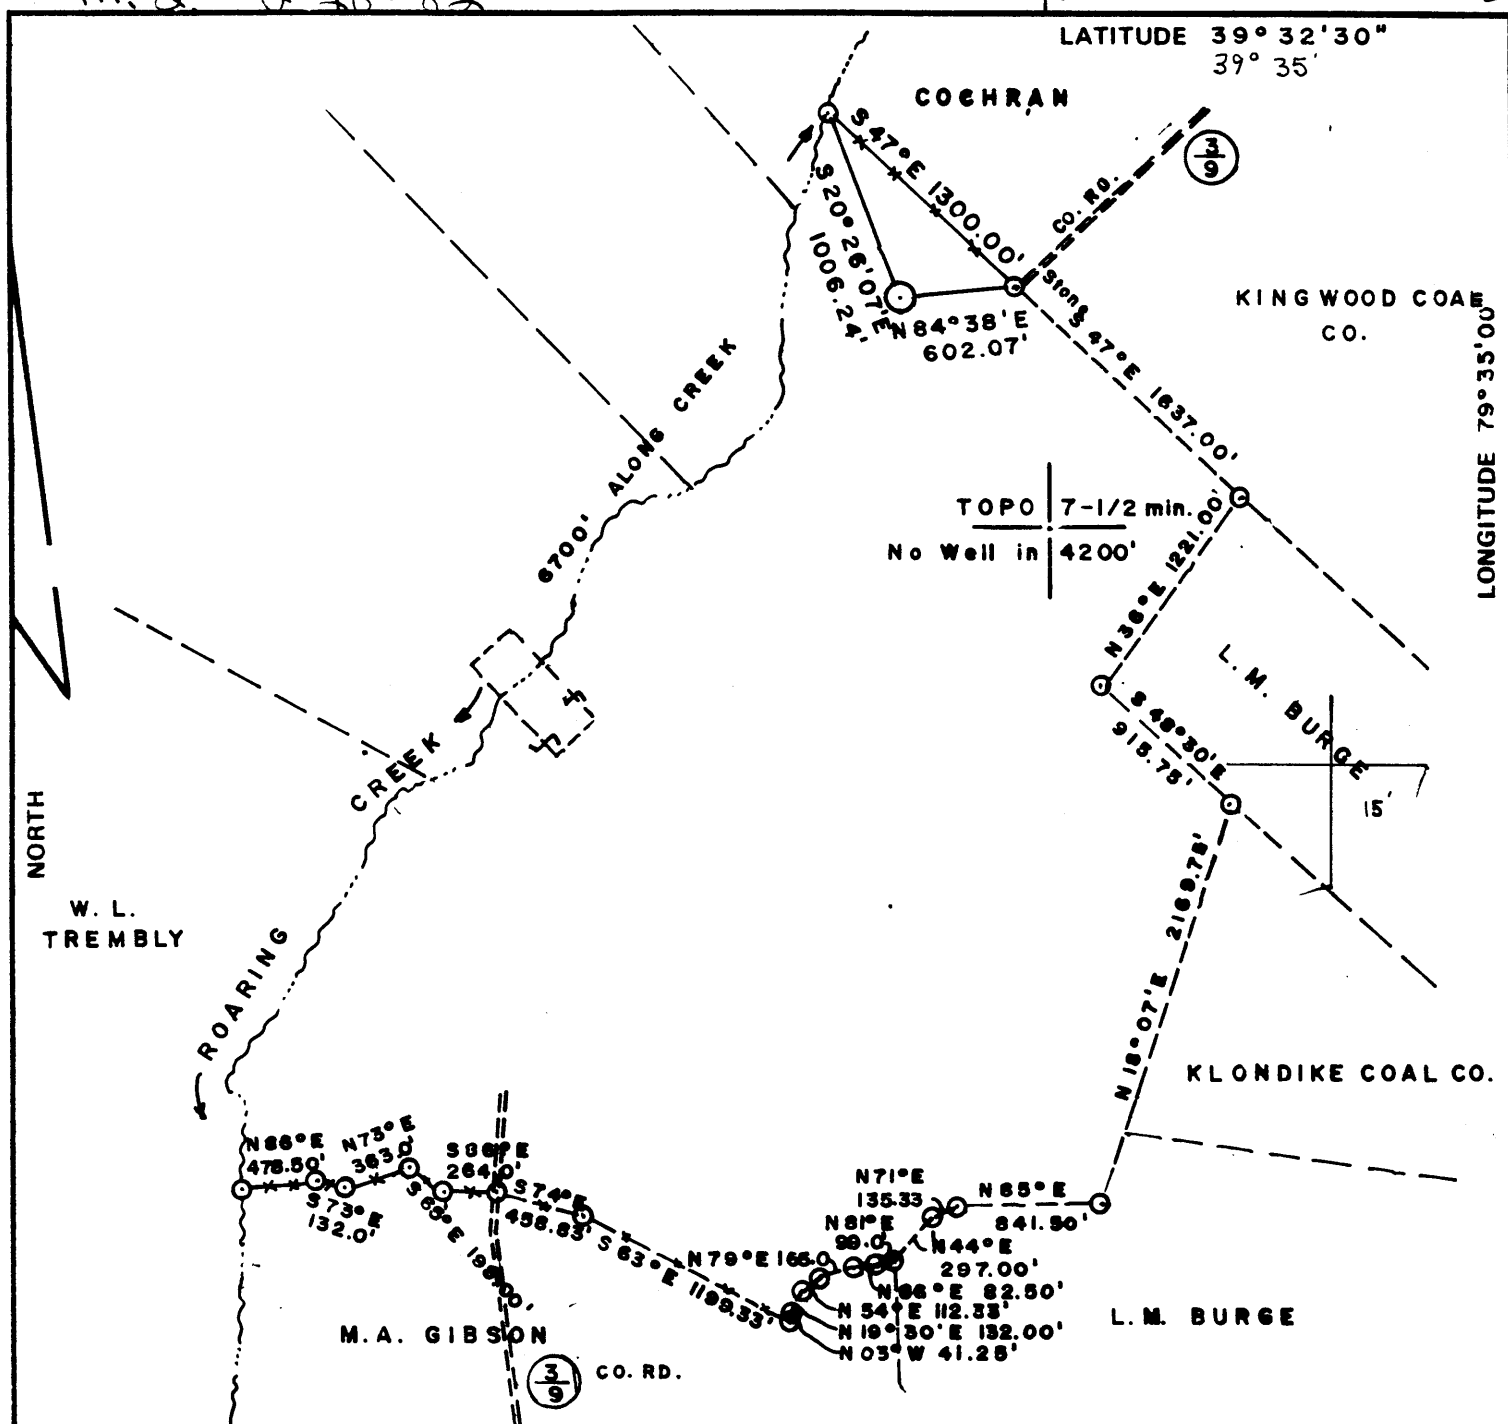 LATITUDE 39° 32'30"
39° 35'
COCHRAN
3
9
S 47° E 1300.00'
CO. RD.
S 20° 26' 07" E
1006.24'
Stone
N 84° 38' E
602.07'
KINGWOOD COAL
CO.
LONGITUDE 79° 35' 00"
S 47° E 1637.00'
6700' ALONG CREEK
TOPO 7-1/2 min.
No Well in 4200'
N 36° E 1221.00'
L. M. BURGE
S 48° 30' E
915.75'
15'
NORTH
W. L.
TREMBLY
ROARING CREEK
N 18° 07' E 2169.75'
KLONDIKE COAL CO.
N 86° E
478.50'
S 73° E
132.0'
N 73° E
363.0'
S 65° E 198.00'
S 86° E
264.0'
S 74° E
458.83'
S 63° E 1199.33'
N 71° E
135.33
N 85° E
841.50'
N 81° E
99.0
N 44° E
297.00'
N 79° E 165.0
N 66° E 82.50'
N 54° E 112.33'
N 19° 30' E 132.00'
N 03° W 41.25'
L. M. BURGE
M. A. GIBSON
3
9
CO. RD.